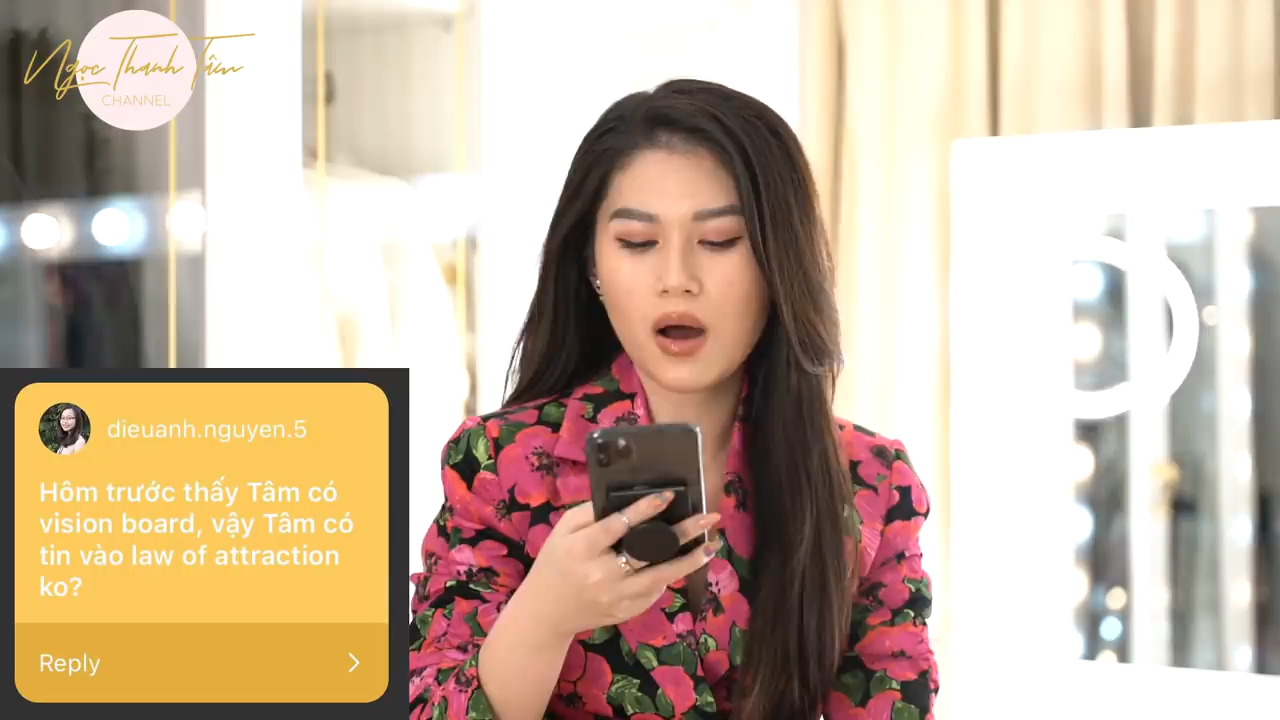 Ngọc Thanh Tâm
CHANNEL
dieuanh.nguyen.5
Hôm trước thấy Tâm có
vision board, vậy Tâm có
tin vào law of attraction
ko?
Reply